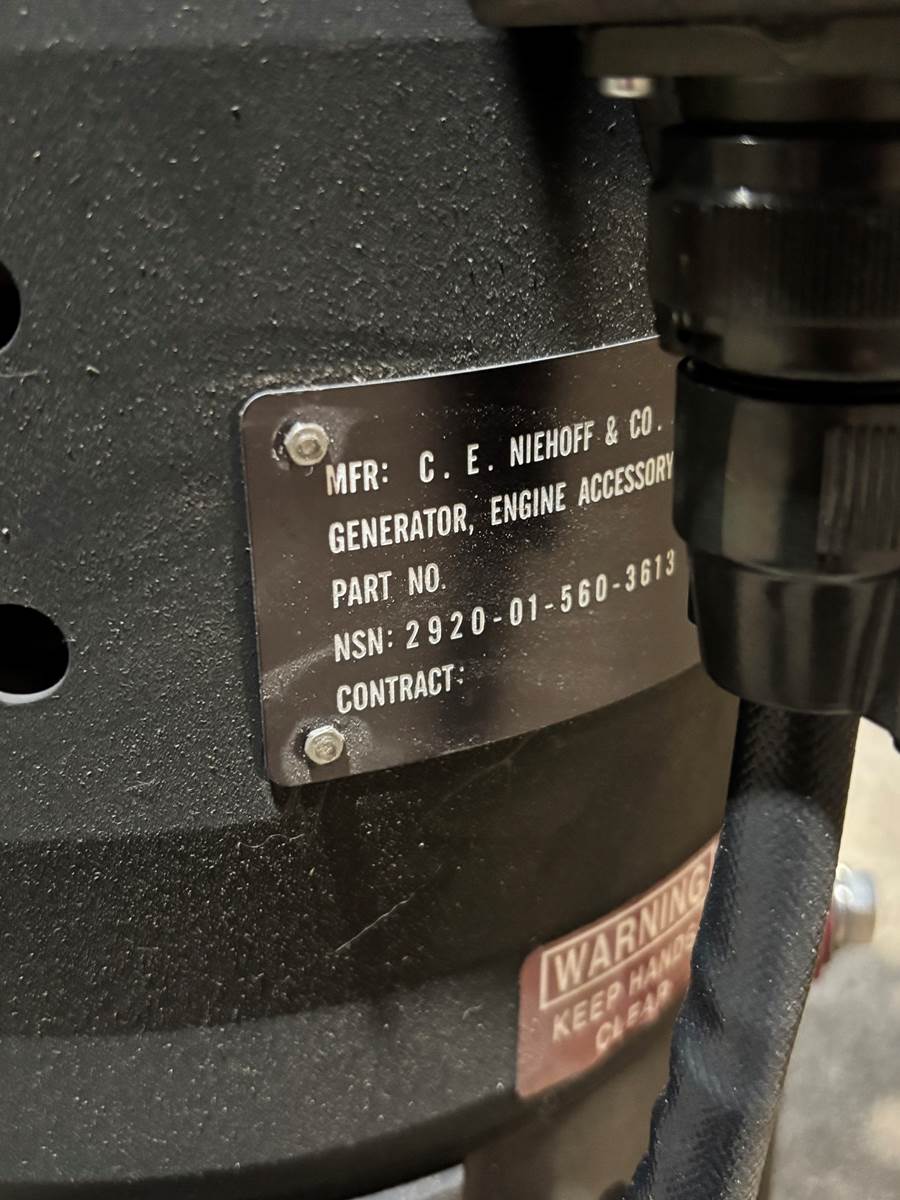 MFR: C. E. NIEHOFF & CO.
GENERATOR, ENGINE ACCESSORY
PART NO.
NSN: 2920-01-560-3613
CONTRACT:
WARNING
KEEP HANDS
CLEAR